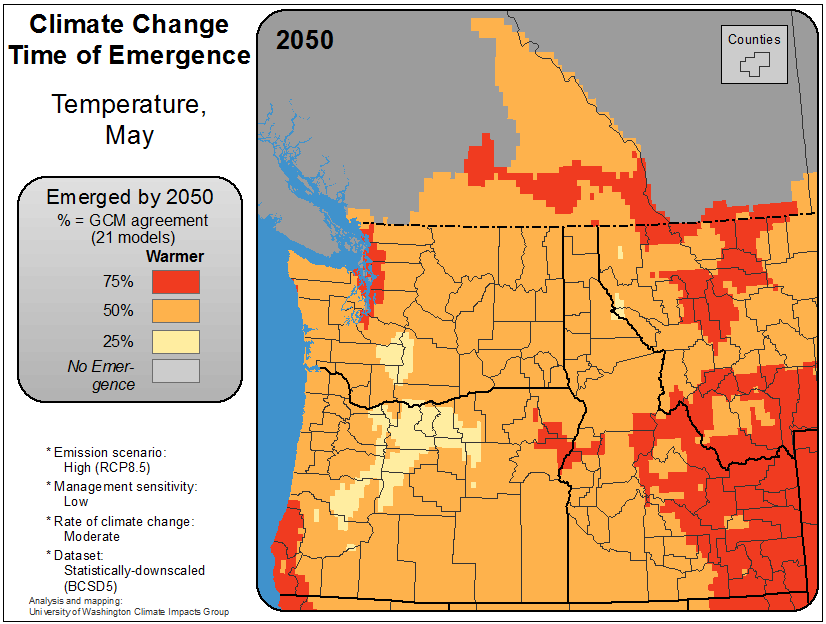 Climate Change
Time of Emergence
Temperature,
May
Emerged by 2050
% = GCM agreement
(21 models)
Warmer
75%
50%
25%
No Emer-
gence
* Emission scenario:
High (RCP8.5)
* Management sensitivity:
Low
* Rate of climate change:
Moderate
* Dataset:
Statistically-downscaled
(BCSD5)
Analysis and mapping:
University of Washington Climate Impacts Group
2050
Counties